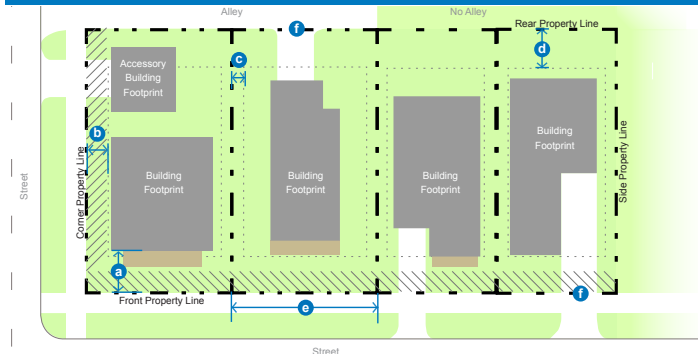 Alley
No Alley
Rear Property Line
f
d
c
Accessory
Building
Footprint
b
Building
Footprint
Building
Footprint
Building
Footprint
Building
Footprint
Street
Corner Property Line
Side Property Line
a
Front Property Line
e
f
Street